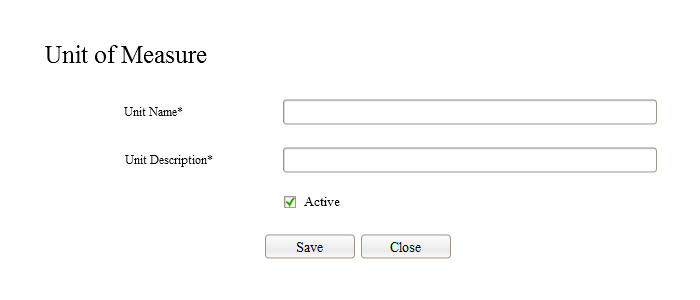 Unit of Measure
Unit Name*
Unit Description*
Active
Save Close